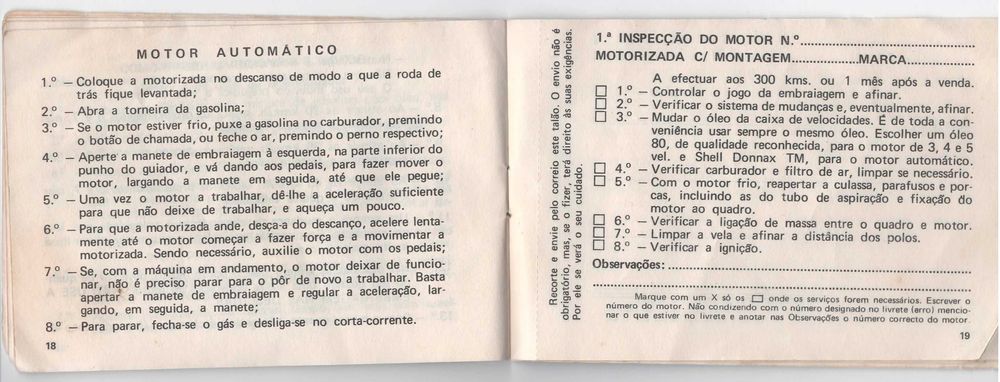 MOTOR AUTOMÁTICO
1.º — Coloque a motorizada no descanso de modo a que a roda de
trás fique levantada;
2.º — Abra a torneira da gasolina;
3.º — Se o motor estiver frio, puxe a gasolina no carburador, premindo
o botão de chamada, ou feche o ar, premindo o perno respectivo;
4.º — Aperte a manete de embraiagem à esquerda, na parte inferior do
punho do guiador, e vá dando aos pedais, para fazer mover o
motor, largando a manete em seguida, até que ele pegue;
5.º — Uma vez o motor a trabalhar, dê-lhe a aceleração suficiente
para que não deixe de trabalhar, e aqueça um pouco.
6.º — Para que a motorizada ande, desça-a do descanço, acelere lenta-
mente até o motor começar a fazer força e a movimentar a
motorizada. Sendo necessário, auxilie o motor com os pedais;
7.º — Se, com a máquina em andamento, o motor deixar de funcio-
nar, não é preciso parar para o pôr de novo a trabalhar. Basta
apertar a manete de embraiagem e regular a aceleração, lar-
gando, em seguida, a manete;
8.º — Para parar, fecha-se o gás e desliga-se no corta-corrente.
18
Recorte e envie pelo correio este talão. O envio não é
obrigatório, mas, se o fizer, terá direito às suas exigências.
Por ele se verá o seu cuidado.
1.ª INSPECÇÃO DO MOTOR N.º...............................
MOTORIZADA C/ MONTAGEM................MARCA................
A efectuar aos 300 kms. ou 1 mês após a venda.
☐ 1.º — Controlar o jogo da embraiagem e afinar.
☐ 2.º — Verificar o sistema de mudanças e, eventualmente, afinar.
☐ 3.º — Mudar o óleo da caixa de velocidades. É de toda a con-
veniência usar sempre o mesmo óleo. Escolher um óleo
80, de qualidade reconhecida, para o motor de 3, 4 e 5
vel. e Shell Donnax TM, para o motor automático.
☐ 4.º — Verificar carburador e filtro de ar, limpar se necessário.
☐ 5.º — Com o motor frio, reapertar a culassa, parafusos e por-
cas, incluindo as do tubo de aspiração e fixação do
motor ao quadro.
☐ 6.º — Verificar a ligação de massa entre o quadro e motor.
☐ 7.º — Limpar a vela e afinar a distância dos polos.
☐ 8.º — Verificar a ignição.
Observações:..............................................................
Marque com um X só os ☐ onde os serviços forem necessários. Escrever o
número do motor. Não condizendo com o número designado no livrete (erro) mencio-
nar o que estiver no livrete e anotar nas Observações o número correcto do motor.
19